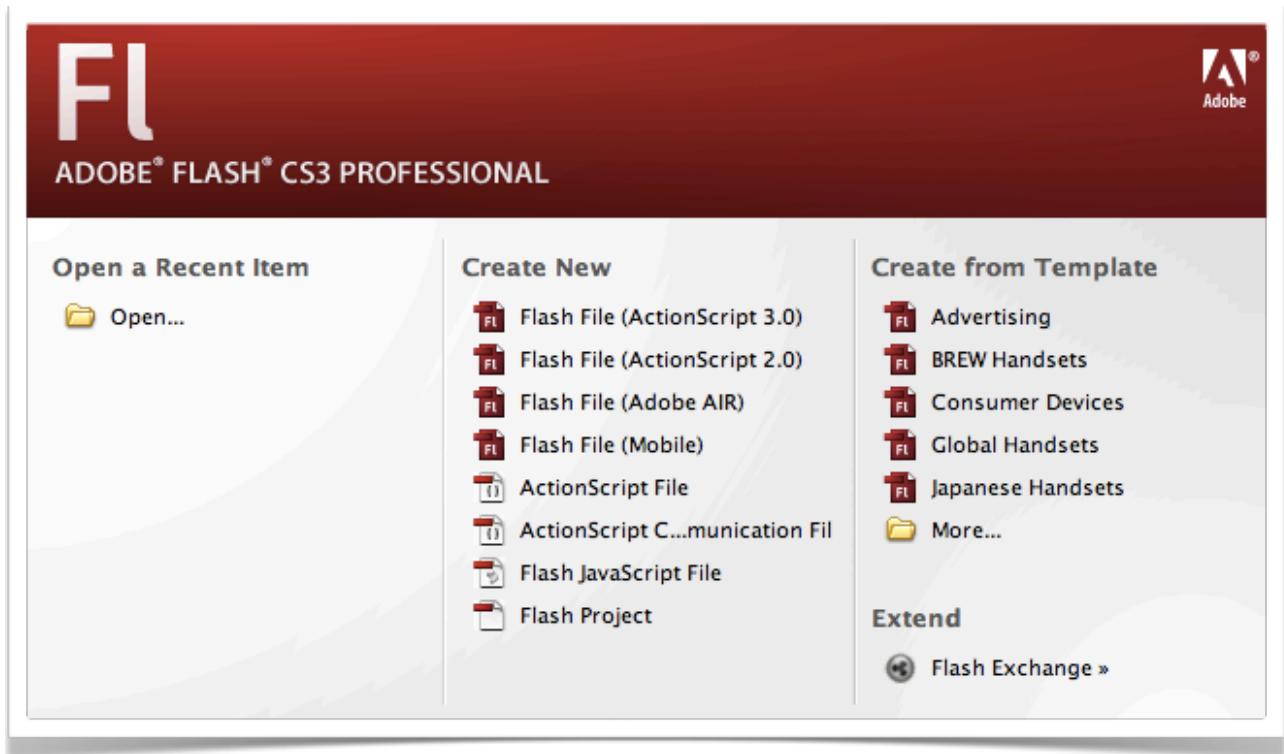 Fl
Adobe®
ADOBE® FLASH® CS3 PROFESSIONAL
Open a Recent Item
Open...
Create New
Flash File (ActionScript 3.0)
Flash File (ActionScript 2.0)
Flash File (Adobe AIR)
Flash File (Mobile)
ActionScript File
ActionScript C...munication Fil
Flash JavaScript File
Flash Project
Create from Template
Advertising
BREW Handsets
Consumer Devices
Global Handsets
Japanese Handsets
More...
Extend
Flash Exchange »